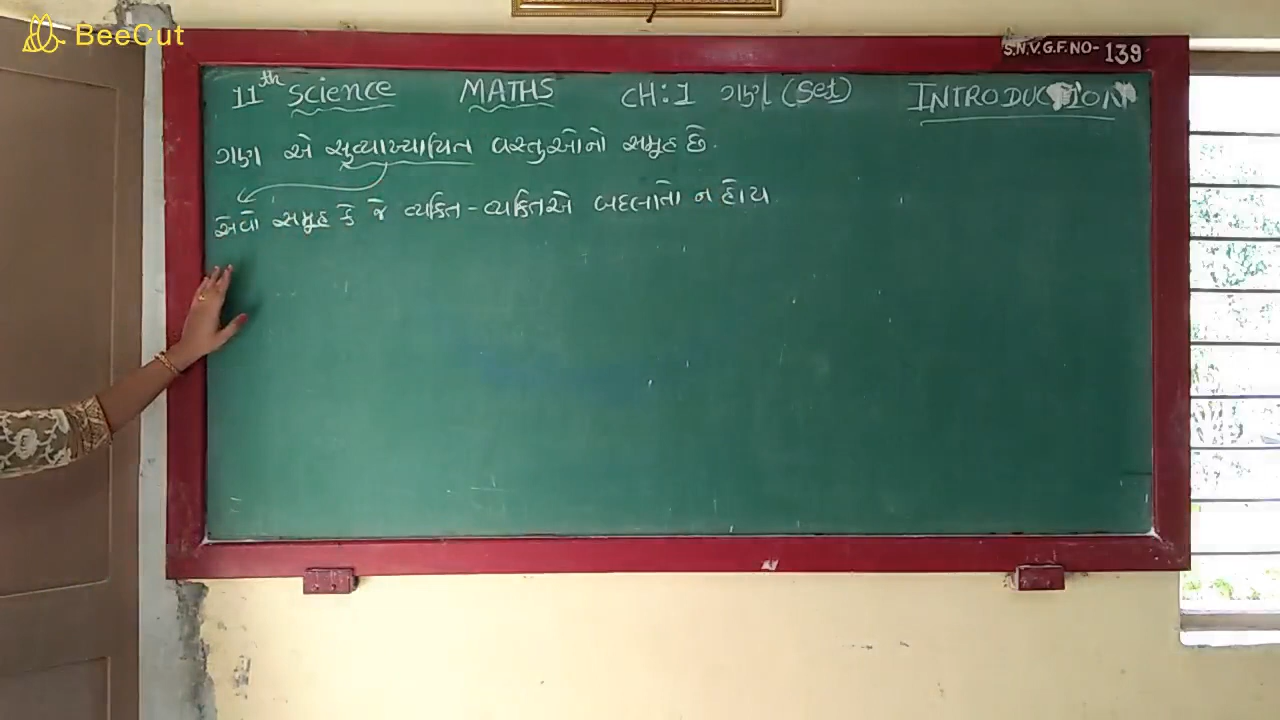 BeeCut
S.N.V.G.F.NO- 139
11th Science MATHS CH:1 ગણ (Set) INTRODUCTION
ગણ એ સુવ્યાખ્યાયિત વસ્તુઓનો સમૂહ છે.
એવો સમૂહ કે જે વ્યક્તિ-વ્યક્તિએ બદલાતો ન હોય